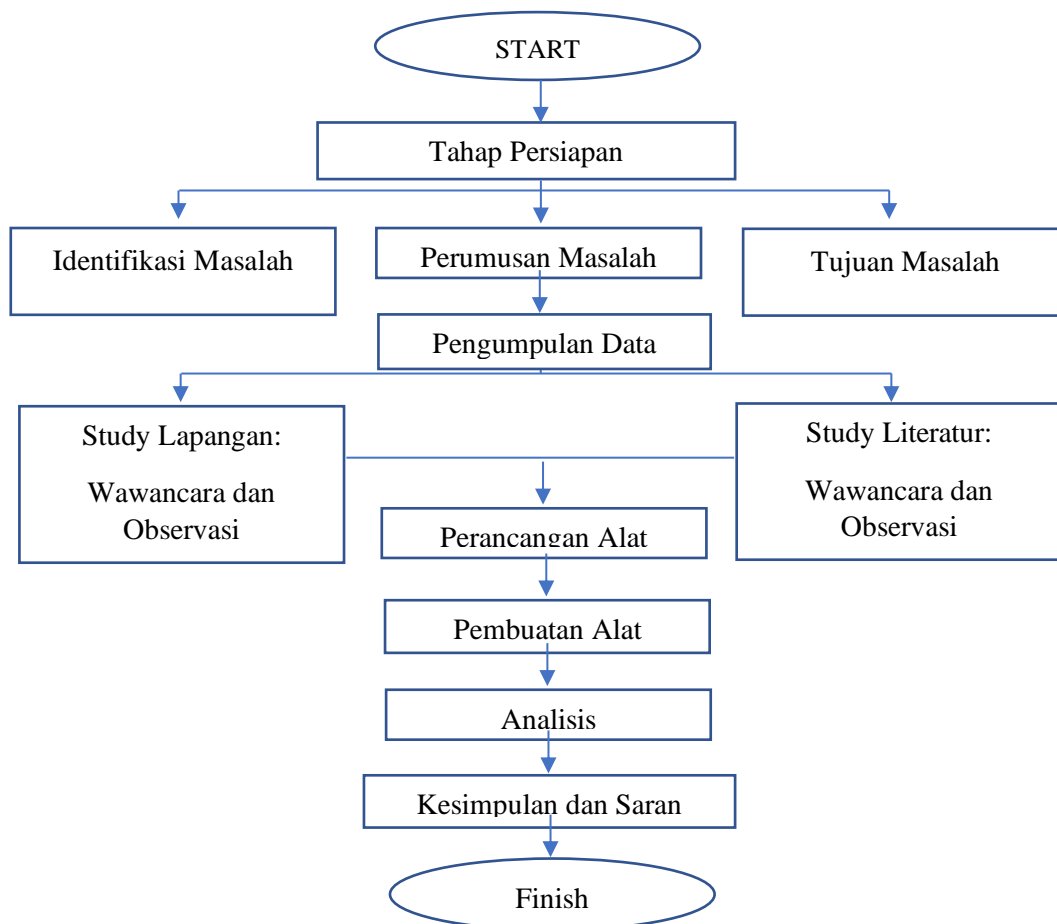 START
Tahap Persiapan
Identifikasi Masalah
Perumusan Masalah
Tujuan Masalah
Pengumpulan Data
Study Lapangan:
Wawancara dan
Observasi
Study Literatur:
Wawancara dan
Observasi
Perancangan Alat
Pembuatan Alat
Analisis
Kesimpulan dan Saran
Finish